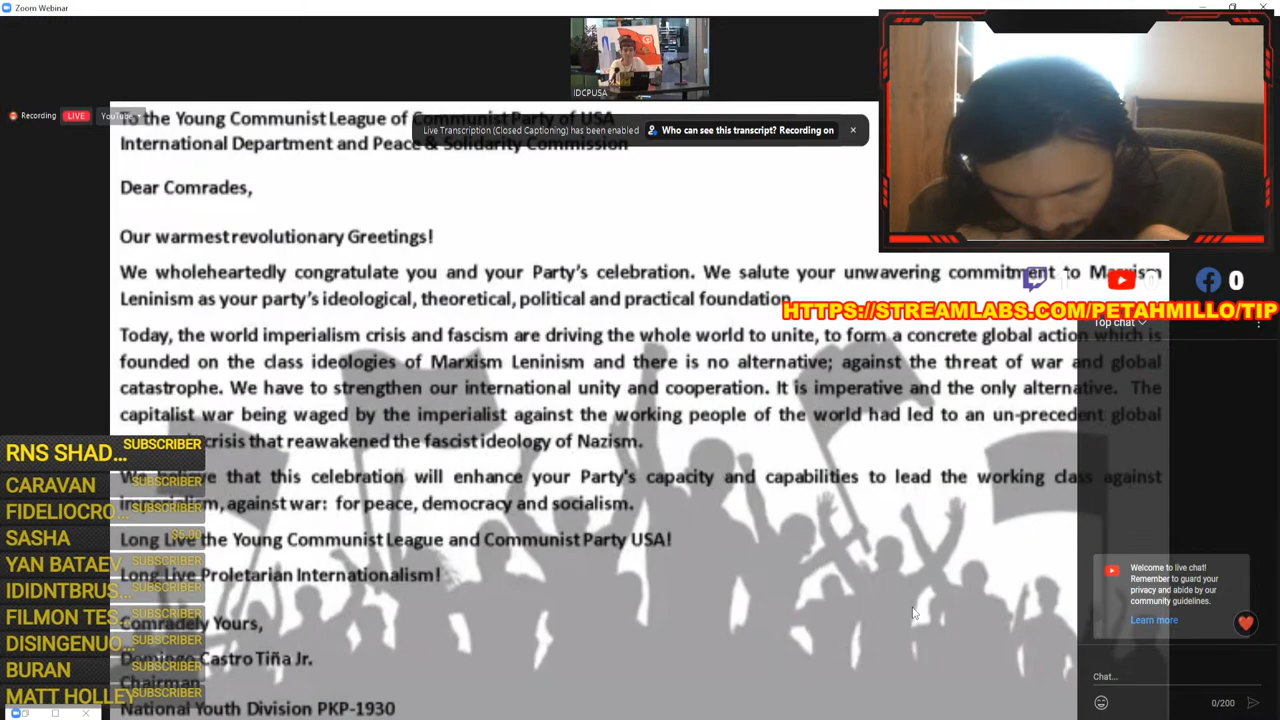 Zoom Webinar
IDCPUSA
Recording
LIVE
YouTube
To the Young Communist League of Communist Party of USA
Live Transcription (Closed Captioning) has been enabled
Who can see this transcript? Recording on
International Department and Peace & Solidarity Commission
Dear Comrades,
Our warmest revolutionary Greetings!
We wholeheartedly congratulate you and your Party's celebration. We salute your unwavering commitment to Marxism
Leninism as your party's ideological, theoretical, political and practical foundation.
0
HTTPS://STREAMLABS.COM/PETAHMILLO/TIP
Top chat
Today, the world imperialism crisis and fascism are driving the whole world to unite, to form a concrete global action which is
founded on the class ideologies of Marxism Leninism and there is no alternative; against the threat of war and global
catastrophe. We have to strengthen our international unity and cooperation. It is imperative and the only alternative. The
capitalist war being waged by the imperialist against the working people of the world had led to an un-precedent global
crisis that reawakened the fascist ideology of Nazism.
We believe that this celebration will enhance your Party's capacity and capabilities to lead the working class against
imperialism, against war: for peace, democracy and socialism.
Long Live the Young Communist League and Communist Party USA!
Long Live Proletarian Internationalism!
Comradely Yours,
Domingo Castro Tiña Jr.
Chairman
National Youth Division PKP-1930
RNS SHAD... SUBSCRIBER
CARAVAN SUBSCRIBER
FIDELIOCRO... SUBSCRIBER
SASHA $5.00
YAN BATAEV SUBSCRIBER
IDIDNTBRUS... SUBSCRIBER
FILMON TES... SUBSCRIBER
DISINGENUO... SUBSCRIBER
BURAN SUBSCRIBER
MATT HOLLEY SUBSCRIBER
Welcome to live chat!
Remember to guard your
privacy and abide by our
community guidelines.
Learn more
Chat...
0/200